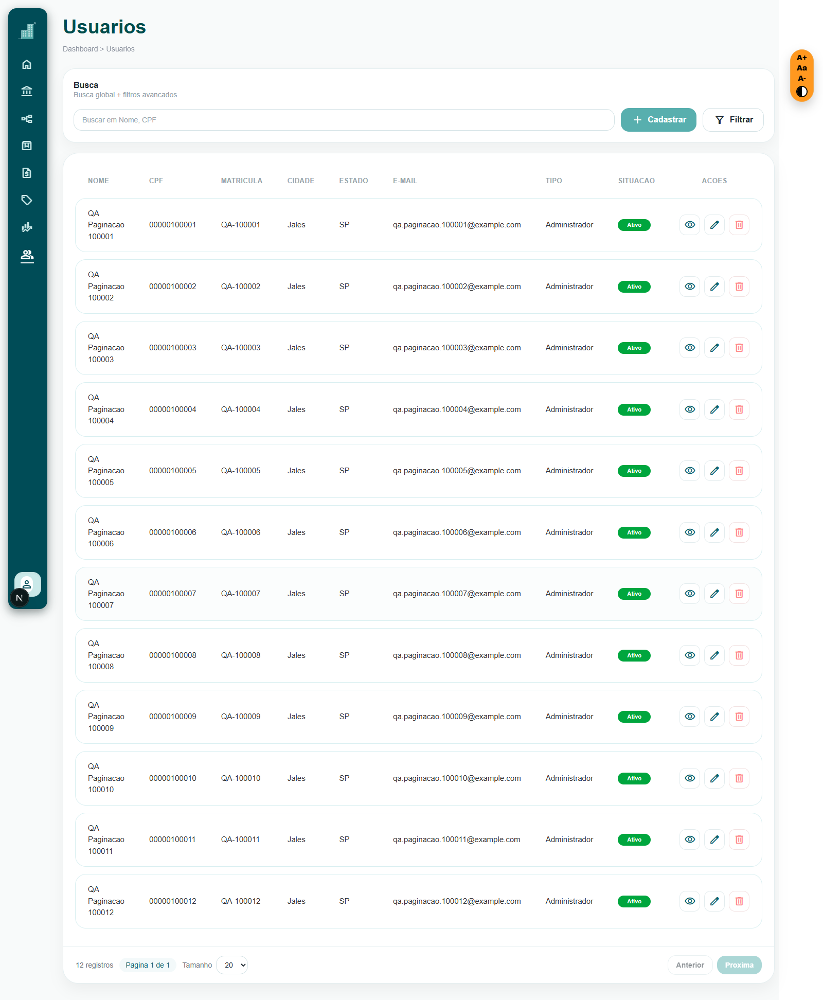 Usuarios
Dashboard > Usuarios
A+
Aa
A-
Busca
Busca global + filtros avancados
Buscar em Nome, CPF
Cadastrar
Filtrar
NOME CPF MATRICULA CIDADE ESTADO E-MAIL TIPO SITUACAO ACOES
QA
Paginacao 00000100001 QA-100001 Jales SP qa.paginacao.100001@example.com Administrador Ativo
100001
QA
Paginacao 00000100002 QA-100002 Jales SP qa.paginacao.100002@example.com Administrador Ativo
100002
QA
Paginacao 00000100003 QA-100003 Jales SP qa.paginacao.100003@example.com Administrador Ativo
100003
QA
Paginacao 00000100004 QA-100004 Jales SP qa.paginacao.100004@example.com Administrador Ativo
100004
QA
Paginacao 00000100005 QA-100005 Jales SP qa.paginacao.100005@example.com Administrador Ativo
100005
QA
Paginacao 00000100006 QA-100006 Jales SP qa.paginacao.100006@example.com Administrador Ativo
100006
QA
Paginacao 00000100007 QA-100007 Jales SP qa.paginacao.100007@example.com Administrador Ativo
100007
QA
Paginacao 00000100008 QA-100008 Jales SP qa.paginacao.100008@example.com Administrador Ativo
100008
QA
Paginacao 00000100009 QA-100009 Jales SP qa.paginacao.100009@example.com Administrador Ativo
100009
QA
Paginacao 00000100010 QA-100010 Jales SP qa.paginacao.100010@example.com Administrador Ativo
100010
QA
Paginacao 00000100011 QA-100011 Jales SP qa.paginacao.100011@example.com Administrador Ativo
100011
QA
Paginacao 00000100012 QA-100012 Jales SP qa.paginacao.100012@example.com Administrador Ativo
100012
12 registros Pagina 1 de 1 Tamanho 20 Anterior Proxima
N